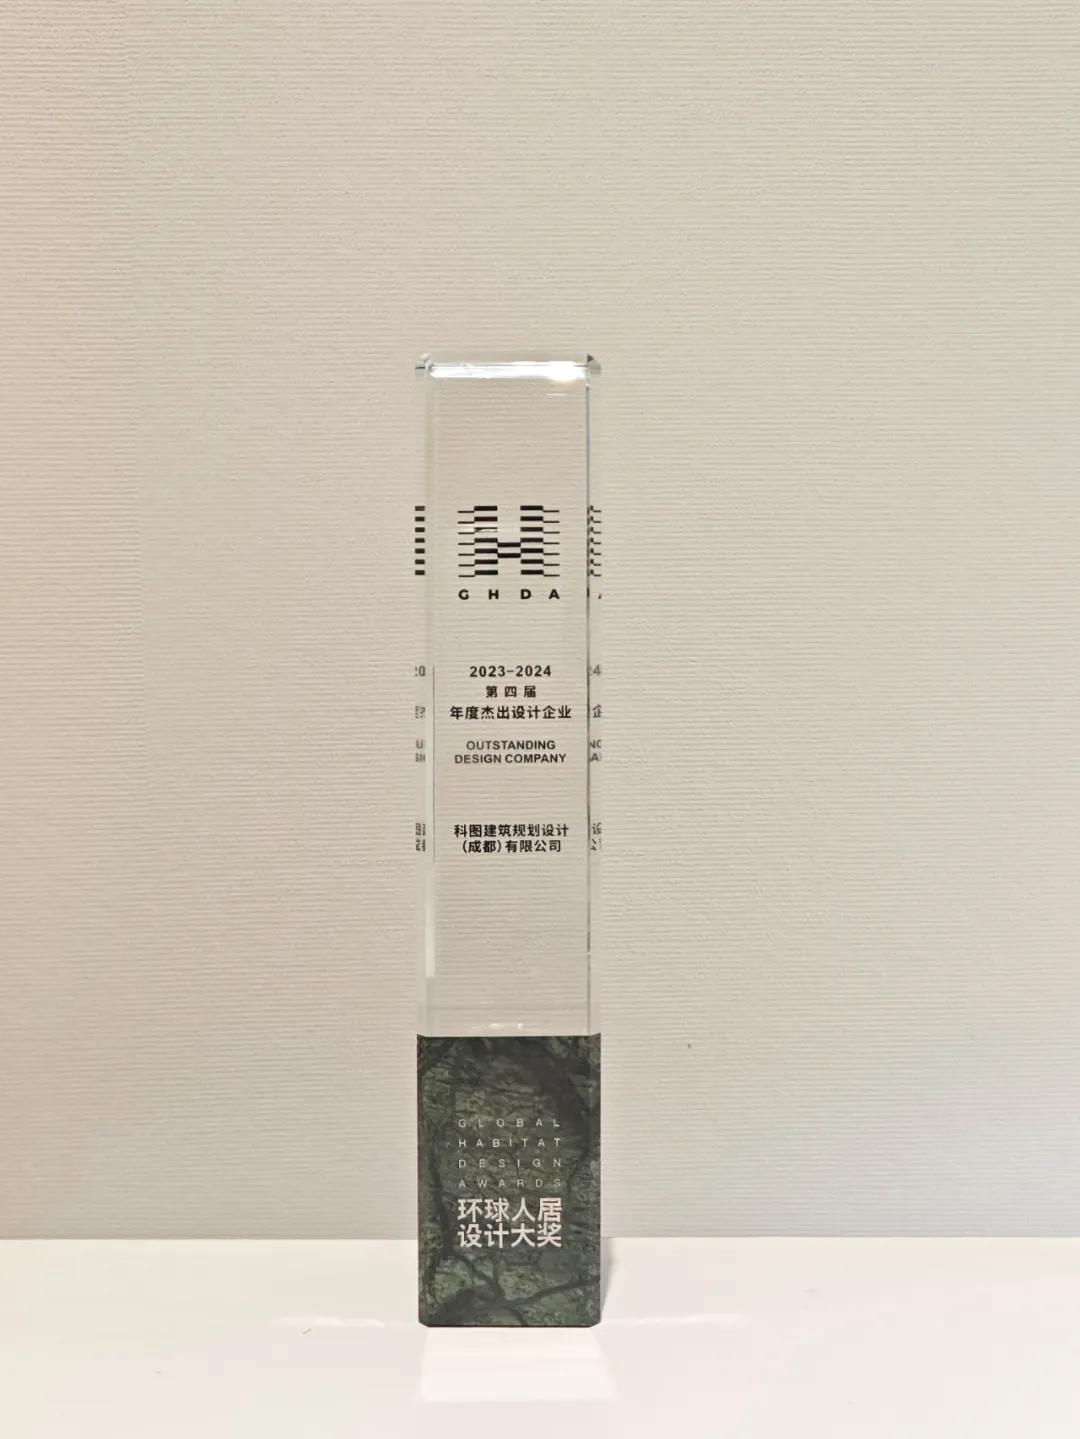 GHDA
2023-2024
第四届
年度杰出设计企业
OUTSTANDING
DESIGN COMPANY
科图建筑规划设计
（成都）有限公司
GLOBAL
HABITAT
DESIGN
AWARDS
环球人居
设计大奖